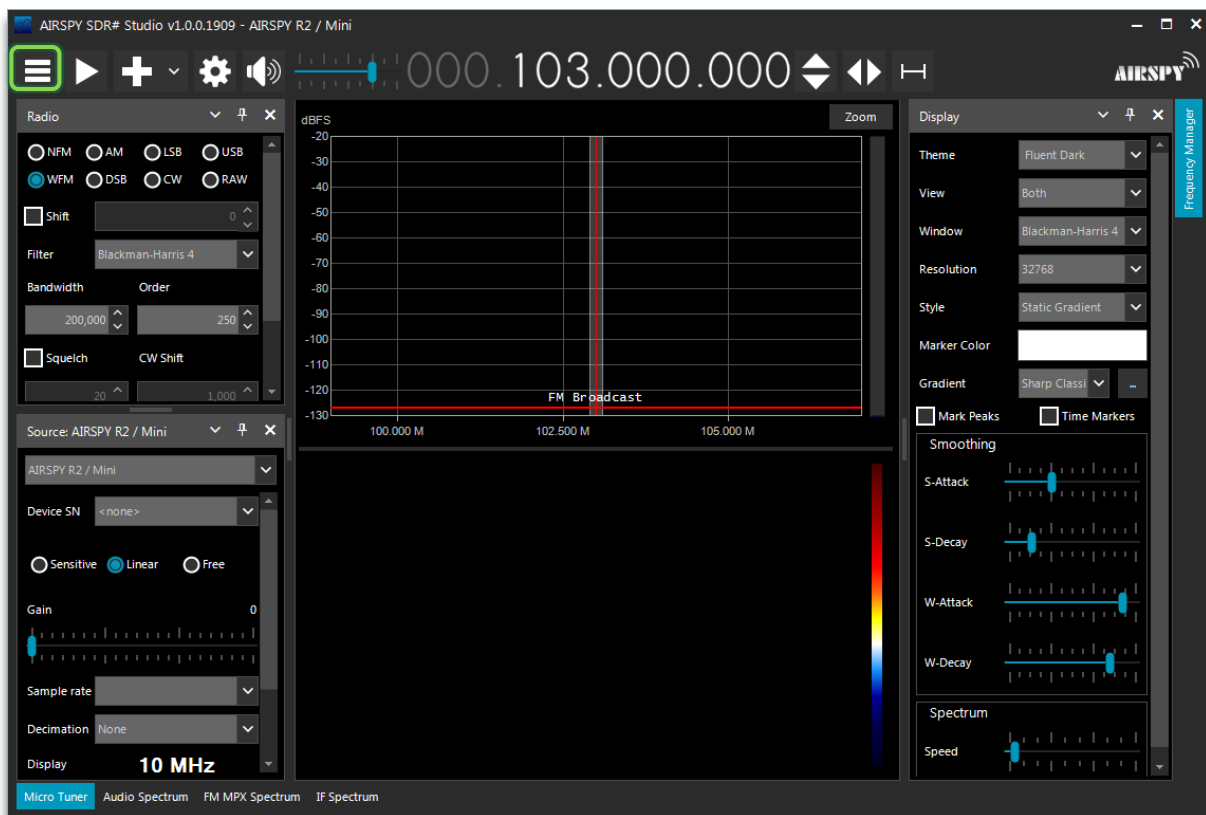 AIRSPY SDR# Studio v1.0.0.1909 - AIRSPY R2 / Mini
000.103.000.000
AIRSPY
Radio
NFM AM LSB USB
WFM DSB CW RAW
Shift 0
Filter Blackman-Harris 4
Bandwidth Order
200,000 250
Squelch CW Shift
20 1,000
Source: AIRSPY R2 / Mini
AIRSPY R2 / Mini
Device SN <none>
Sensitive Linear Free
Gain 0
Sample rate
Decimation None
Display 10 MHz
dBFS Zoom
-20
-30
-40
-50
-60
-70
-80
-90
-100
-110
-120
FM Broadcast
-130
100.000 M 102.500 M 105.000 M
Display
Theme Fluent Dark
View Both
Window Blackman-Harris 4
Resolution 32768
Style Static Gradient
Marker Color
Gradient Sharp Classi ...
Mark Peaks Time Markers
Smoothing
S-Attack
S-Decay
W-Attack
W-Decay
Spectrum
Speed
Frequency Manager
Micro Tuner Audio Spectrum FM MPX Spectrum IF Spectrum